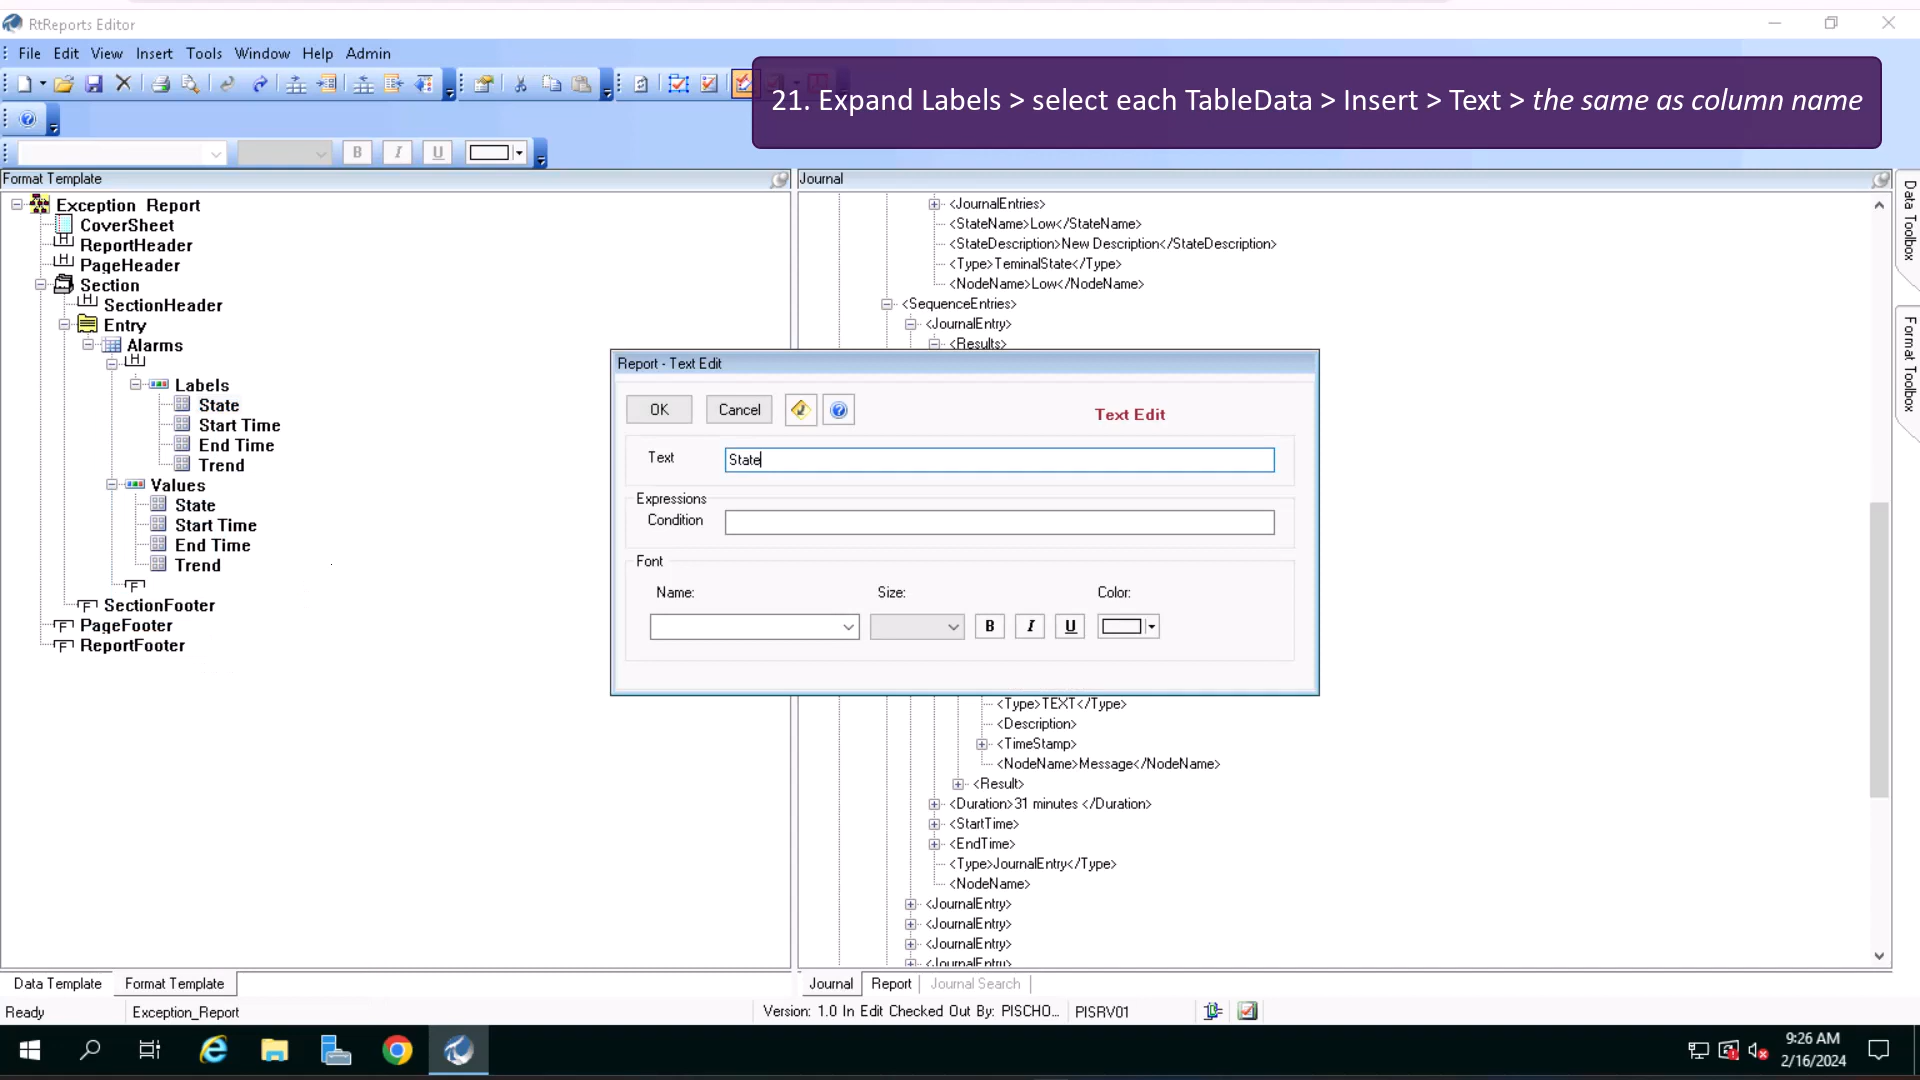 RtReports Editor
File Edit View Insert Tools Window Help Admin
21. Expand Labels > select each TableData > Insert > Text > the same as column name
B I U
Format Template
Journal
Exception Report
CoverSheet
ReportHeader
PageHeader
Section
SectionHeader
Entry
Alarms
H
Labels
State
Start Time
End Time
Trend
Values
State
Start Time
End Time
Trend
F
SectionFooter
PageFooter
ReportFooter
<JournalEntries>
<StateName>Low</StateName>
<StateDescription>New Description</StateDescription>
<Type>TeminalState</Type>
<NodeName>Low</NodeName>
<SequenceEntries>
<JournalEntry>
<Results>
Report - Text Edit
OK Cancel
Text Edit
Text State
Expressions
Condition
Font
Name: Size: Color:
B I U
<Type>TEXT</Type>
<Description>
<TimeStamp>
<NodeName>Message</NodeName>
<Result>
<Duration>31 minutes </Duration>
<StartTime>
<EndTime>
<Type>JournalEntry</Type>
<NodeName>
<JournalEntry>
<JournalEntry>
<JournalEntry>
<JournalEntry>
Data Toolbox
Format Toolbox
Data Template Format Template
Journal Report Journal Search
Ready Exception_Report Version: 1.0 In Edit Checked Out By: PISCHO... PISRV01
9:26 AM
2/16/2024